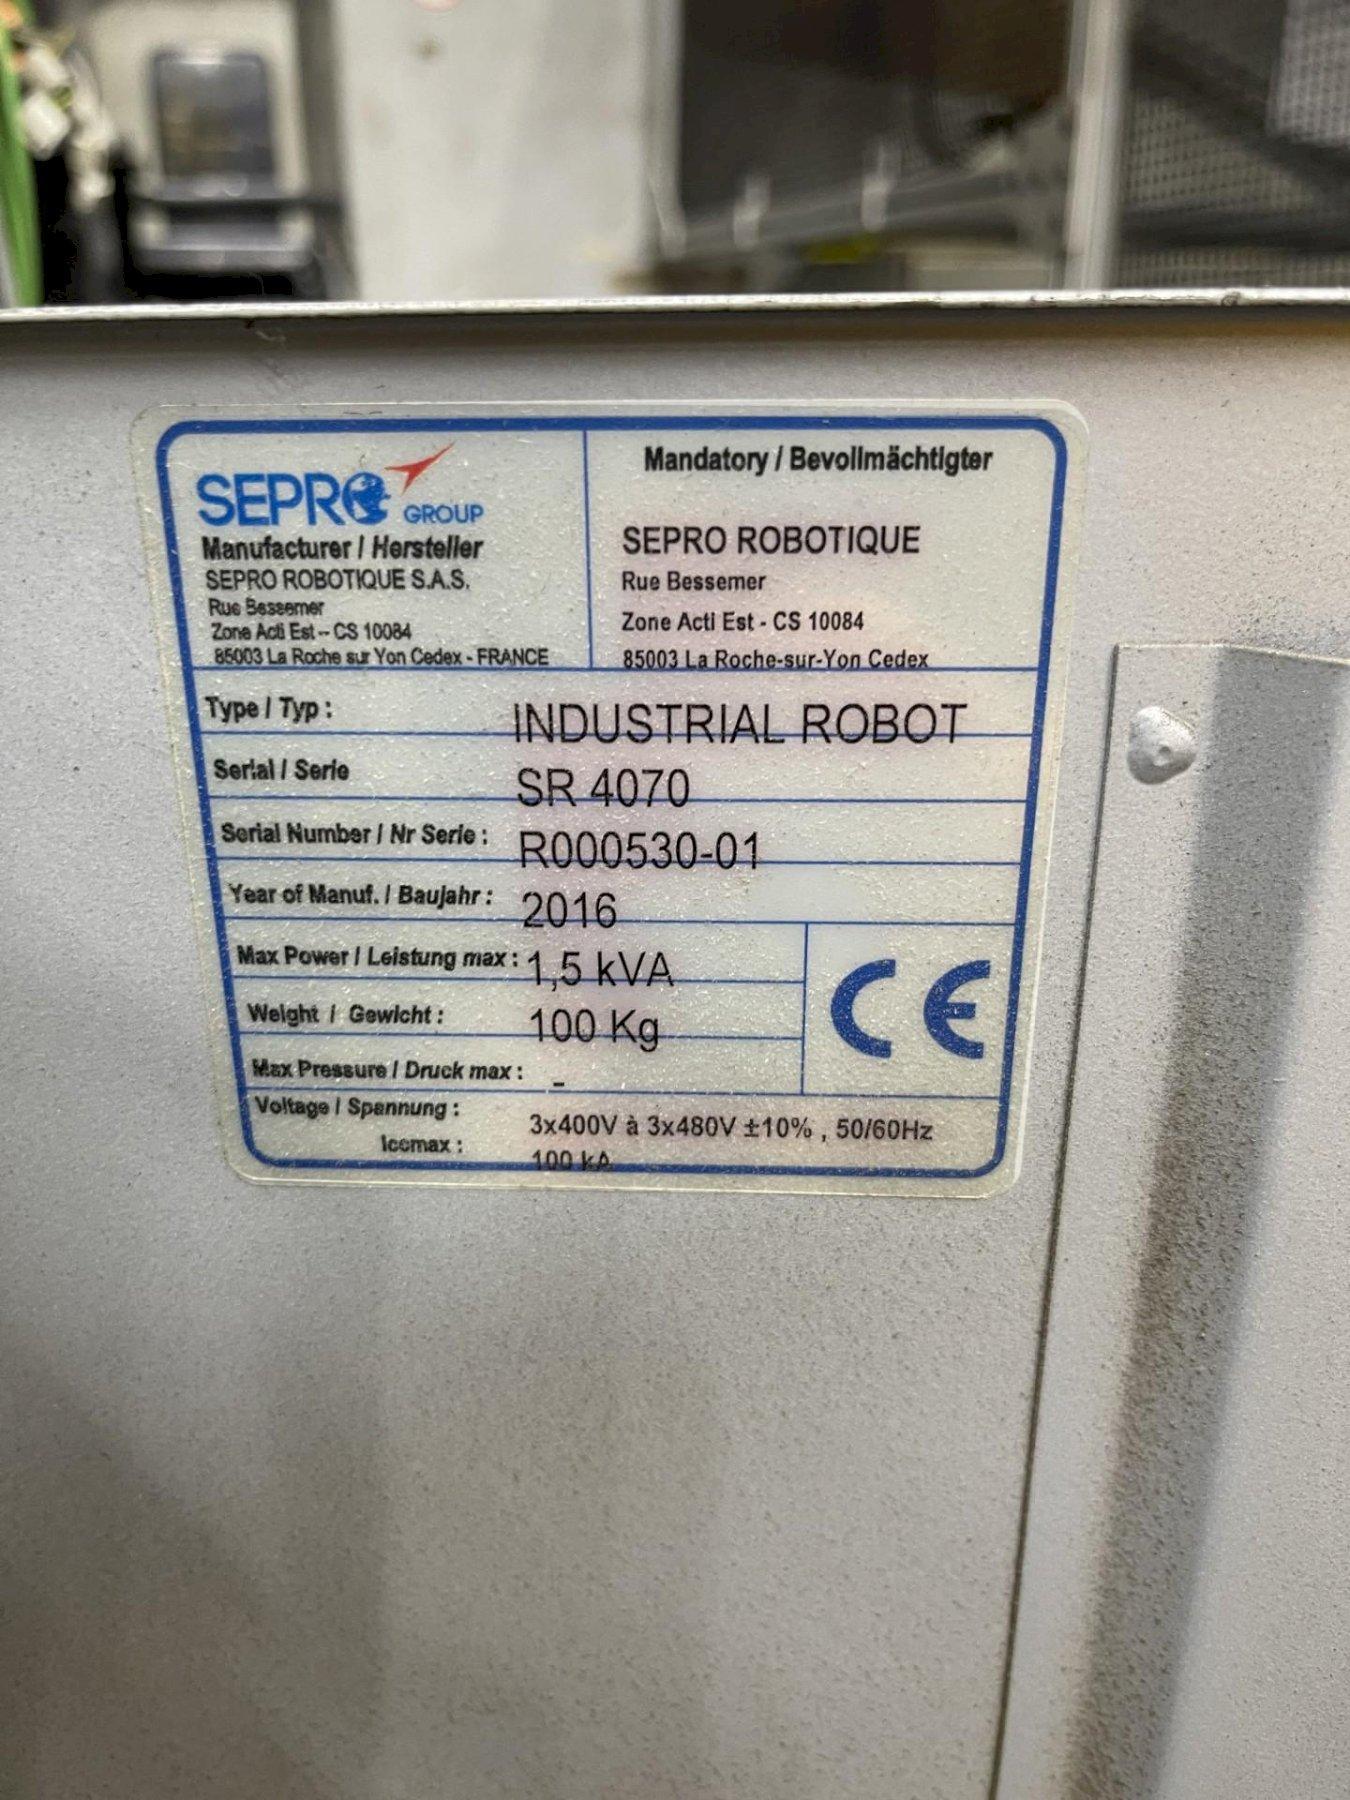 SEPRO GROUP
Manufacturer / Hersteller
SEPRO ROBOTIQUE S.A.S.
Rue Bessemer
Zone Acti Est – CS 10084
85003 La Roche sur Yon Cedex - FRANCE
Mandatory / Bevollmächtigter
SEPRO ROBOTIQUE
Rue Bessemer
Zone Acti Est - CS 10084
85003 La Roche-sur-Yon Cedex
Type / Typ : INDUSTRIAL ROBOT
Serial / Serie SR 4070
Serial Number / Nr Serie : R000530-01
Year of Manuf. / Baujahr : 2016
Max Power / Leistung max : 1,5 kVA
Weight / Gewicht : 100 Kg
Max Pressure / Druck max : -
CE
Voltage / Spannung : 3x400V à 3x480V ±10% , 50/60Hz
Iccmax : 100 kA